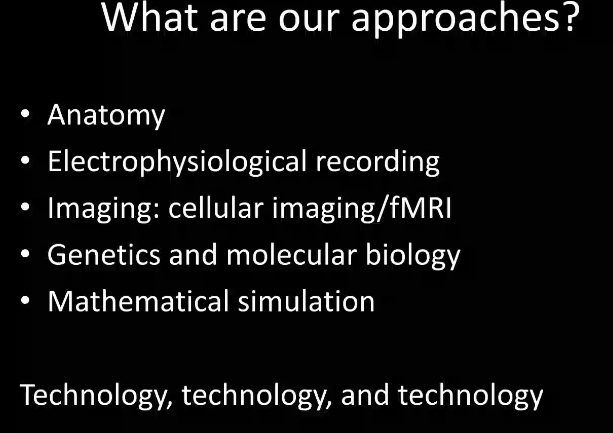 What are our approaches?
• Anatomy
• Electrophysiological recording
• Imaging: cellular imaging/fMRI
• Genetics and molecular biology
• Mathematical simulation
Technology, technology, and technology